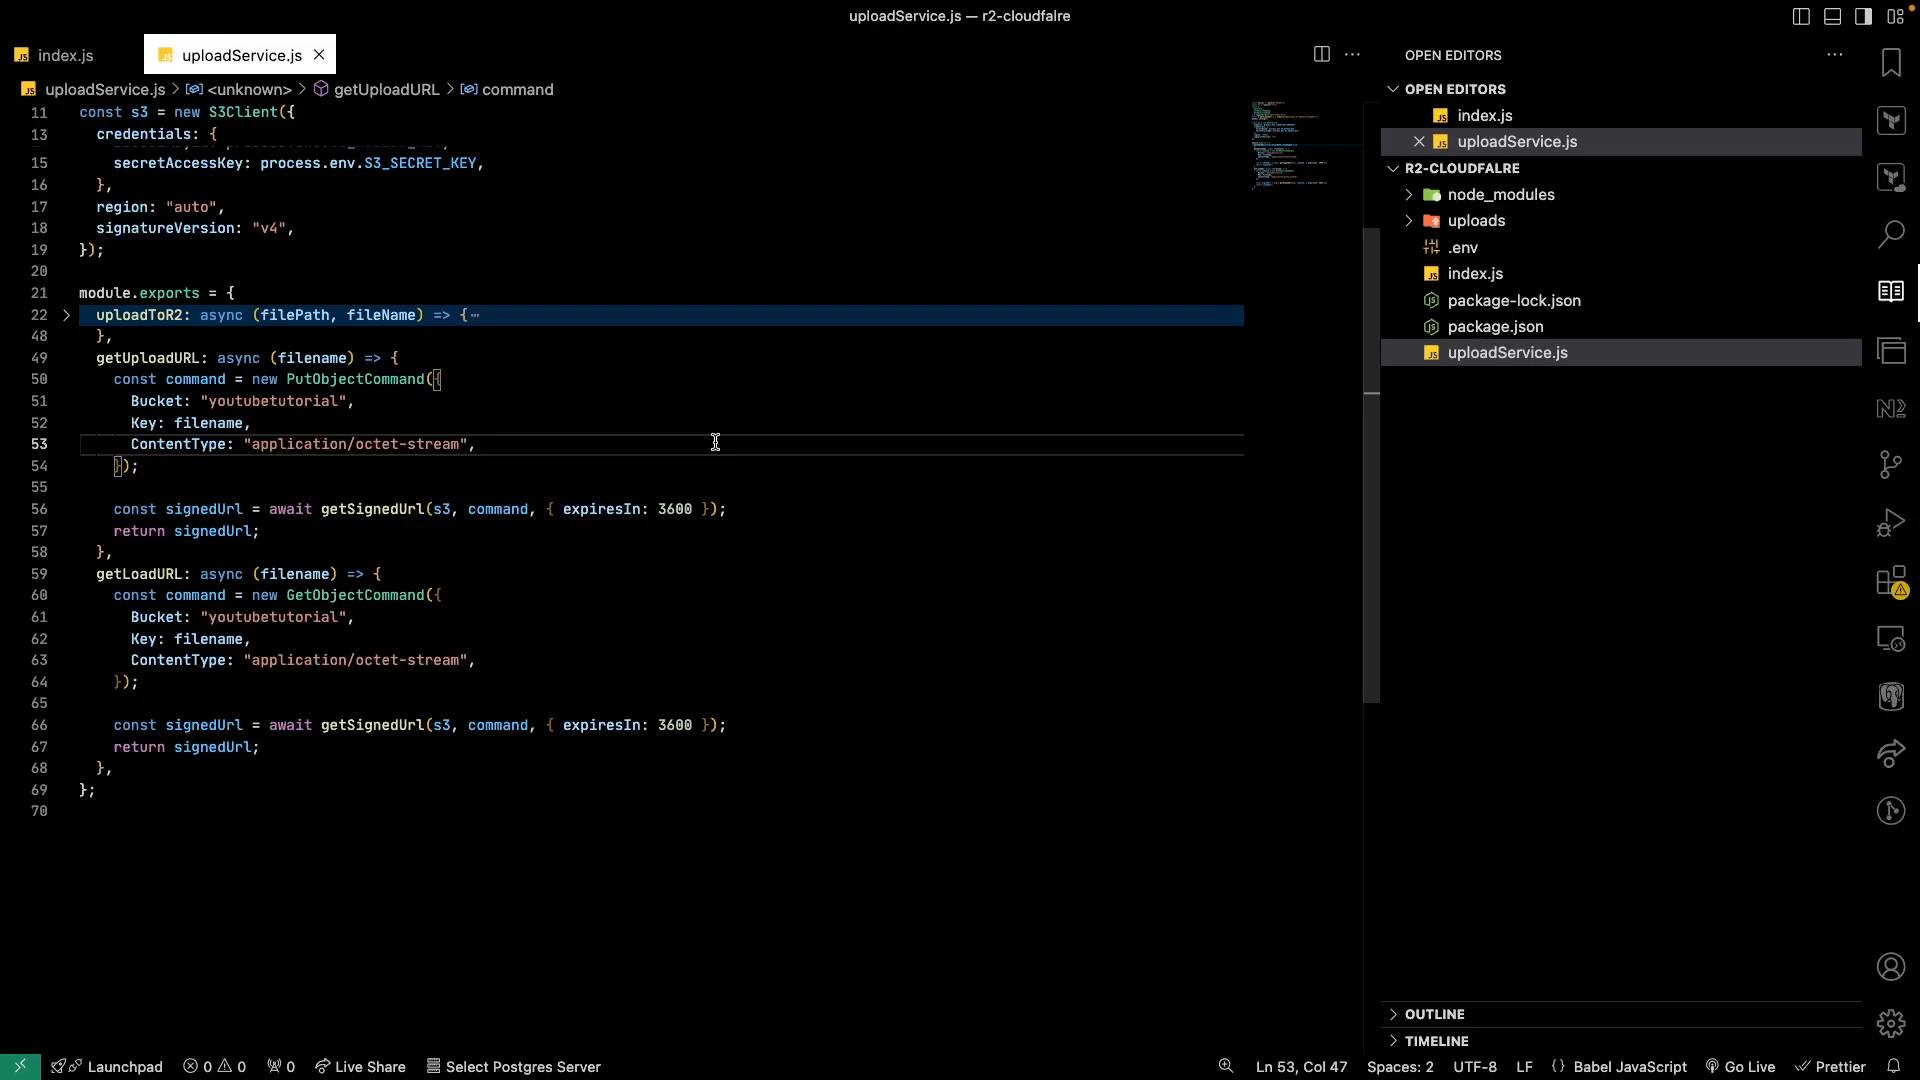 uploadService.js — r2-cloudfalre
index.js
uploadService.js
uploadService.js > <unknown> > getUploadURL > command
11 const s3 = new S3Client({
13 credentials: {
15 secretAccessKey: process.env.S3_SECRET_KEY,
16 },
17 region: "auto",
18 signatureVersion: "v4",
19 });
20
21 module.exports = {
22 uploadToR2: async (filePath, fileName) => {⋯
48 },
49 getUploadURL: async (filename) => {
50 const command = new PutObjectCommand({
51 Bucket: "youtubetutorial",
52 Key: filename,
53 ContentType: "application/octet-stream",
54 });
55
56 const signedUrl = await getSignedUrl(s3, command, { expiresIn: 3600 });
57 return signedUrl;
58 },
59 getLoadURL: async (filename) => {
60 const command = new GetObjectCommand({
61 Bucket: "youtubetutorial",
62 Key: filename,
63 ContentType: "application/octet-stream",
64 });
65
66 const signedUrl = await getSignedUrl(s3, command, { expiresIn: 3600 });
67 return signedUrl;
68 },
69 };
70
OPEN EDITORS
OPEN EDITORS
index.js
uploadService.js
R2-CLOUDFALRE
node_modules
uploads
.env
index.js
package-lock.json
package.json
uploadService.js
OUTLINE
TIMELINE
Launchpad 0 0 0 Live Share Select Postgres Server Ln 53, Col 47 Spaces: 2 UTF-8 LF {} Babel JavaScript Go Live Prettier